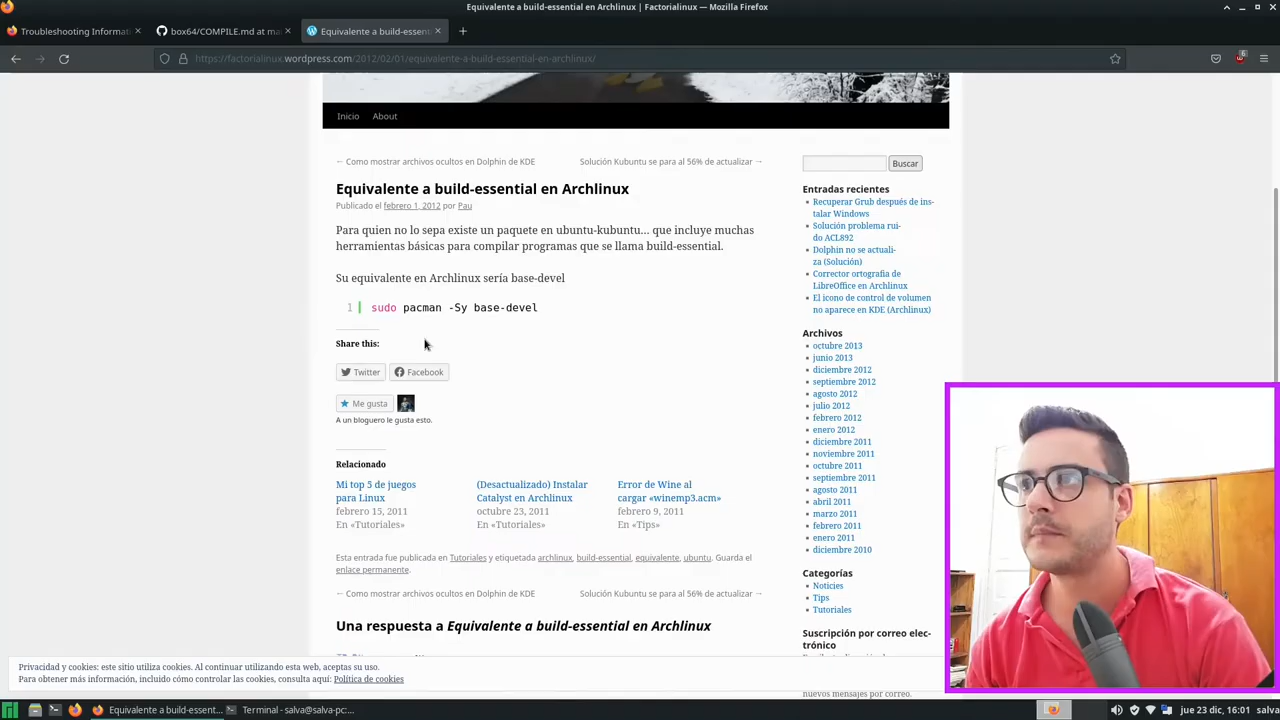 Equivalente a build-essential en Archlinux | Factorialinux — Mozilla Firefox
Troubleshooting Informati
box64/COMPILE.md at ma
Equivalente a build-essent
https://factorialinux.wordpress.com/2012/02/01/equivalente-a-build-essential-en-archlinux/
6
Inicio About
← Como mostrar archivos ocultos en Dolphin de KDE
Solución Kubuntu se para al 56% de actualizar →
Equivalente a build-essential en Archlinux
Publicado el febrero 1, 2012 por Pau
Para quien no lo sepa existe un paquete en ubuntu-kubuntu… que incluye muchas
herramientas básicas para compilar programas que se llama build-essential.
Su equivalente en Archlinux sería base-devel
1 sudo pacman -Sy base-devel
Share this:
Twitter Facebook
Me gusta
A un bloguero le gusta esto.
Relacionado
Mi top 5 de juegos
para Linux
febrero 15, 2011
En «Tutoriales»
(Desactualizado) Instalar
Catalyst en Archlinux
octubre 23, 2011
En «Tutoriales»
Error de Wine al
cargar «winemp3.acm»
febrero 9, 2011
En «Tips»
Esta entrada fue publicada en Tutoriales y etiquetada archlinux, build-essential, equivalente, ubuntu. Guarda el
enlace permanente.
← Como mostrar archivos ocultos en Dolphin de KDE
Solución Kubuntu se para al 56% de actualizar →
Una respuesta a Equivalente a build-essential en Archlinux
Buscar
Entradas recientes
Recuperar Grub después de ins-
talar Windows
Solución problema rui-
do ACL892
Dolphin no se actuali-
za (Solución)
Corrector ortografia de
LibreOffice en Archlinux
El icono de control de volumen
no aparece en KDE (Archlinux)
Archivos
octubre 2013
junio 2013
diciembre 2012
septiembre 2012
agosto 2012
julio 2012
febrero 2012
enero 2012
diciembre 2011
noviembre 2011
octubre 2011
septiembre 2011
agosto 2011
abril 2011
marzo 2011
febrero 2011
enero 2011
diciembre 2010
Categorías
Noticies
Tips
Tutoriales
Suscripción por correo elec-
trónico
nuevos mensajes por correo.
Privacidad y cookies: este sitio utiliza cookies. Al continuar utilizando esta web, aceptas su uso.
Para obtener más información, incluido cómo controlar las cookies, consulta aquí: Política de cookies
Equivalente a build-essent...
Terminal - salva@salva-pc:...
jue 23 dic, 16:01 salva